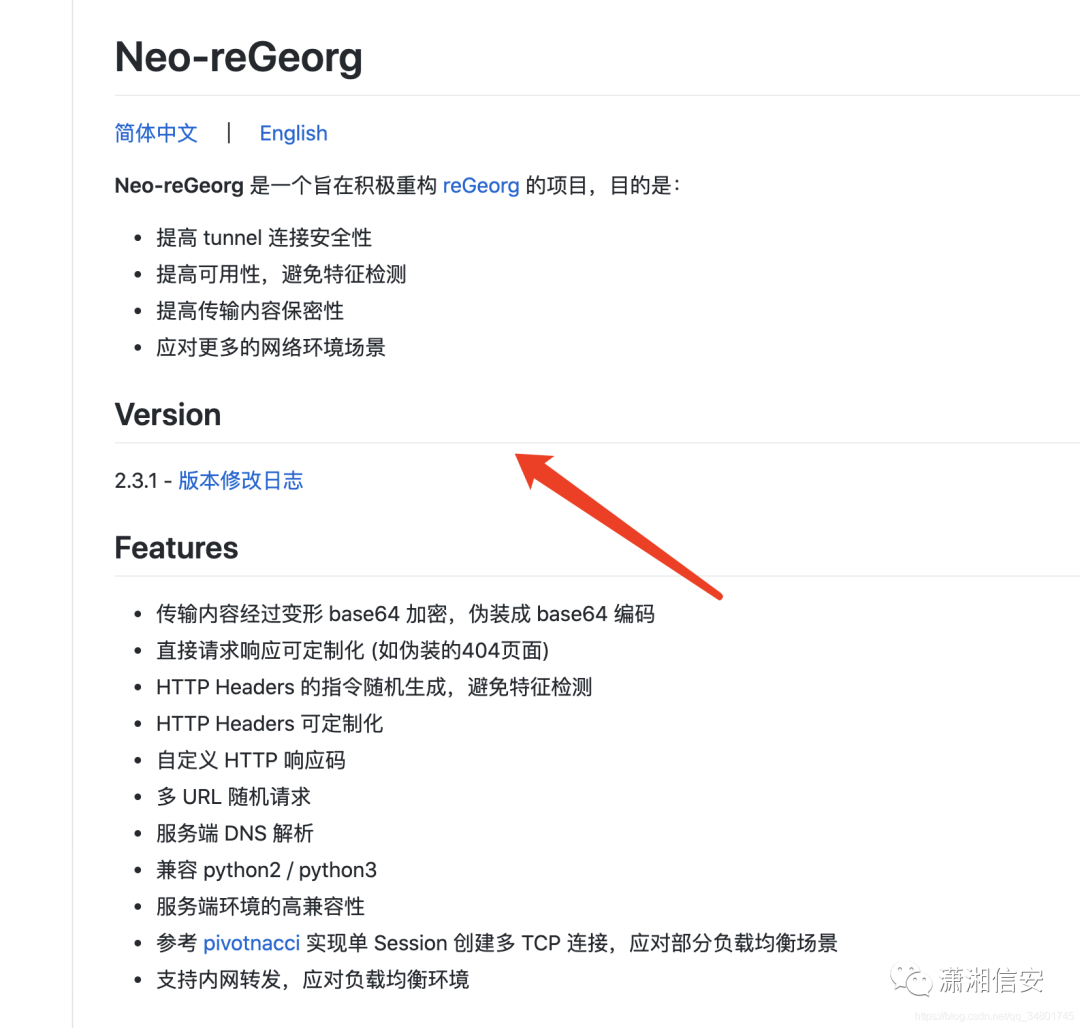 Neo-reGeorg
简体中文 | English
Neo-reGeorg 是一个旨在积极重构 reGeorg 的项目，目的是：
• 提高 tunnel 连接安全性
• 提高可用性，避免特征检测
• 提高传输内容保密性
• 应对更多的网络环境场景
Version
2.3.1 - 版本修改日志
Features
• 传输内容经过变形 base64 加密，伪装成 base64 编码
• 直接请求响应可定制化 (如伪装的404页面)
• HTTP Headers 的指令随机生成，避免特征检测
• HTTP Headers 可定制化
• 自定义 HTTP 响应码
• 多 URL 随机请求
• 服务端 DNS 解析
• 兼容 python2 / python3
• 服务端环境的高兼容性
• 参考 pivotnacci 实现单 Session 创建多 TCP 连接，应对部分负载均衡场景
• 支持内网转发，应对负载均衡环境
潇湘信安
https://blog.csdn.net/qq_34801745